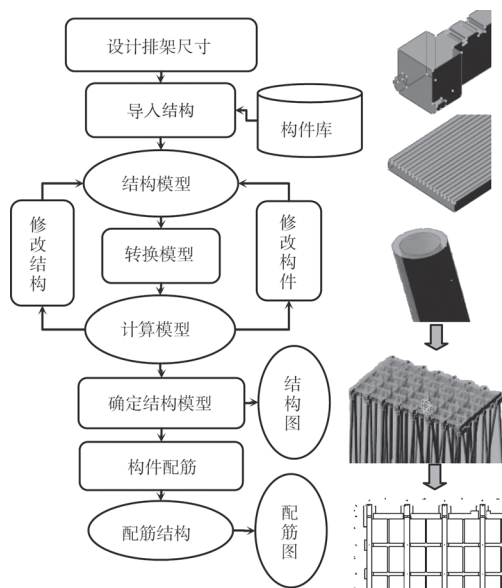 设计排架尺寸
导入结构
构件库
结构模型
修改结构
转换模型
修改构件
计算模型
确定结构模型
结构图
构件配筋
配筋结构
配筋图